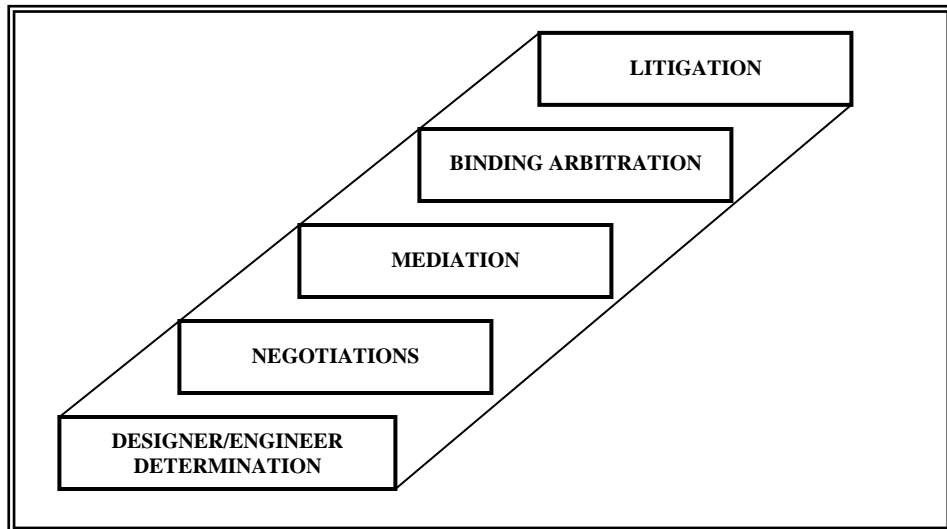 LITIGATION
BINDING ARBITRATION
MEDIATION
NEGOTIATIONS
DESIGNER/ENGINEER
DETERMINATION